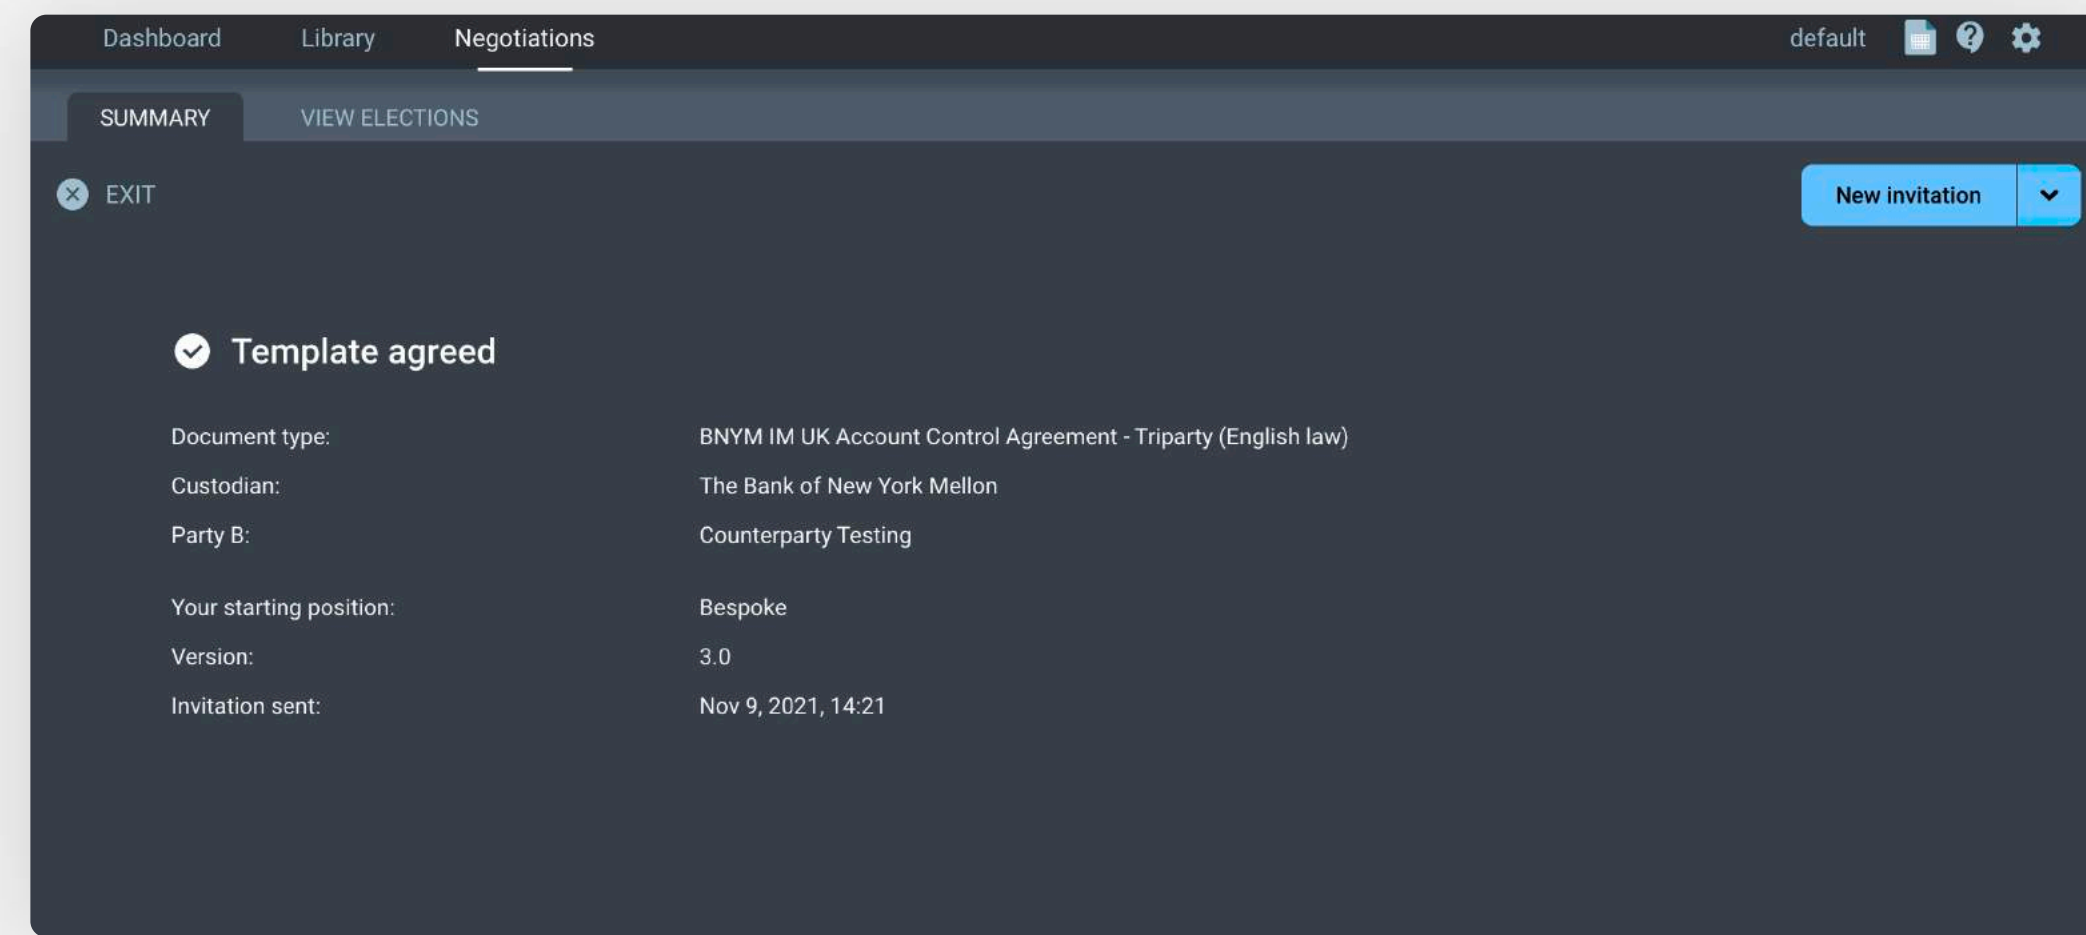 Dashboard Library Negotiations default
SUMMARY VIEW ELECTIONS
EXIT New invitation
Template agreed
Document type: BNYM IM UK Account Control Agreement - Triparty (English law)
Custodian: The Bank of New York Mellon
Party B: Counterparty Testing
Your starting position: Bespoke
Version: 3.0
Invitation sent: Nov 9, 2021, 14:21